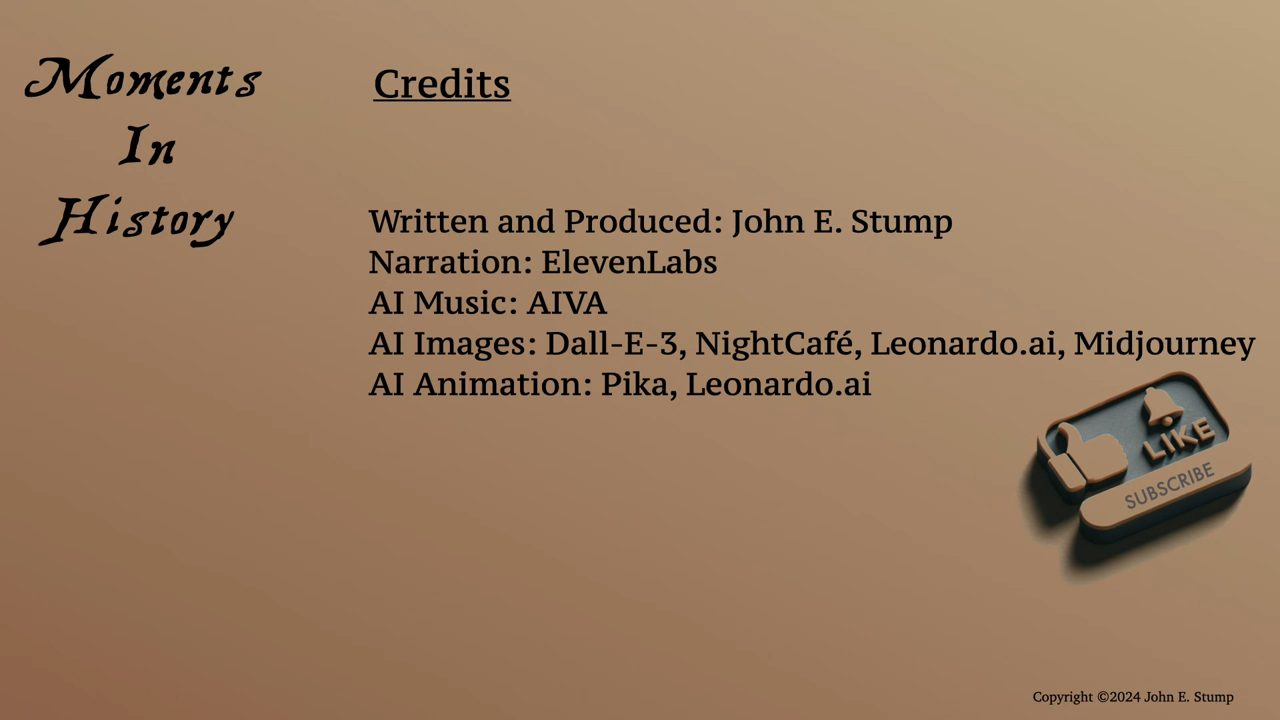 Moments
In
History
Credits
Written and Produced: John E. Stump
Narration: ElevenLabs
AI Music: AIVA
AI Images: Dall-E-3, NightCafé, Leonardo.ai, Midjourney
AI Animation: Pika, Leonardo.ai
LIKE
SUBSCRIBE
Copyright ©2024 John E. Stump